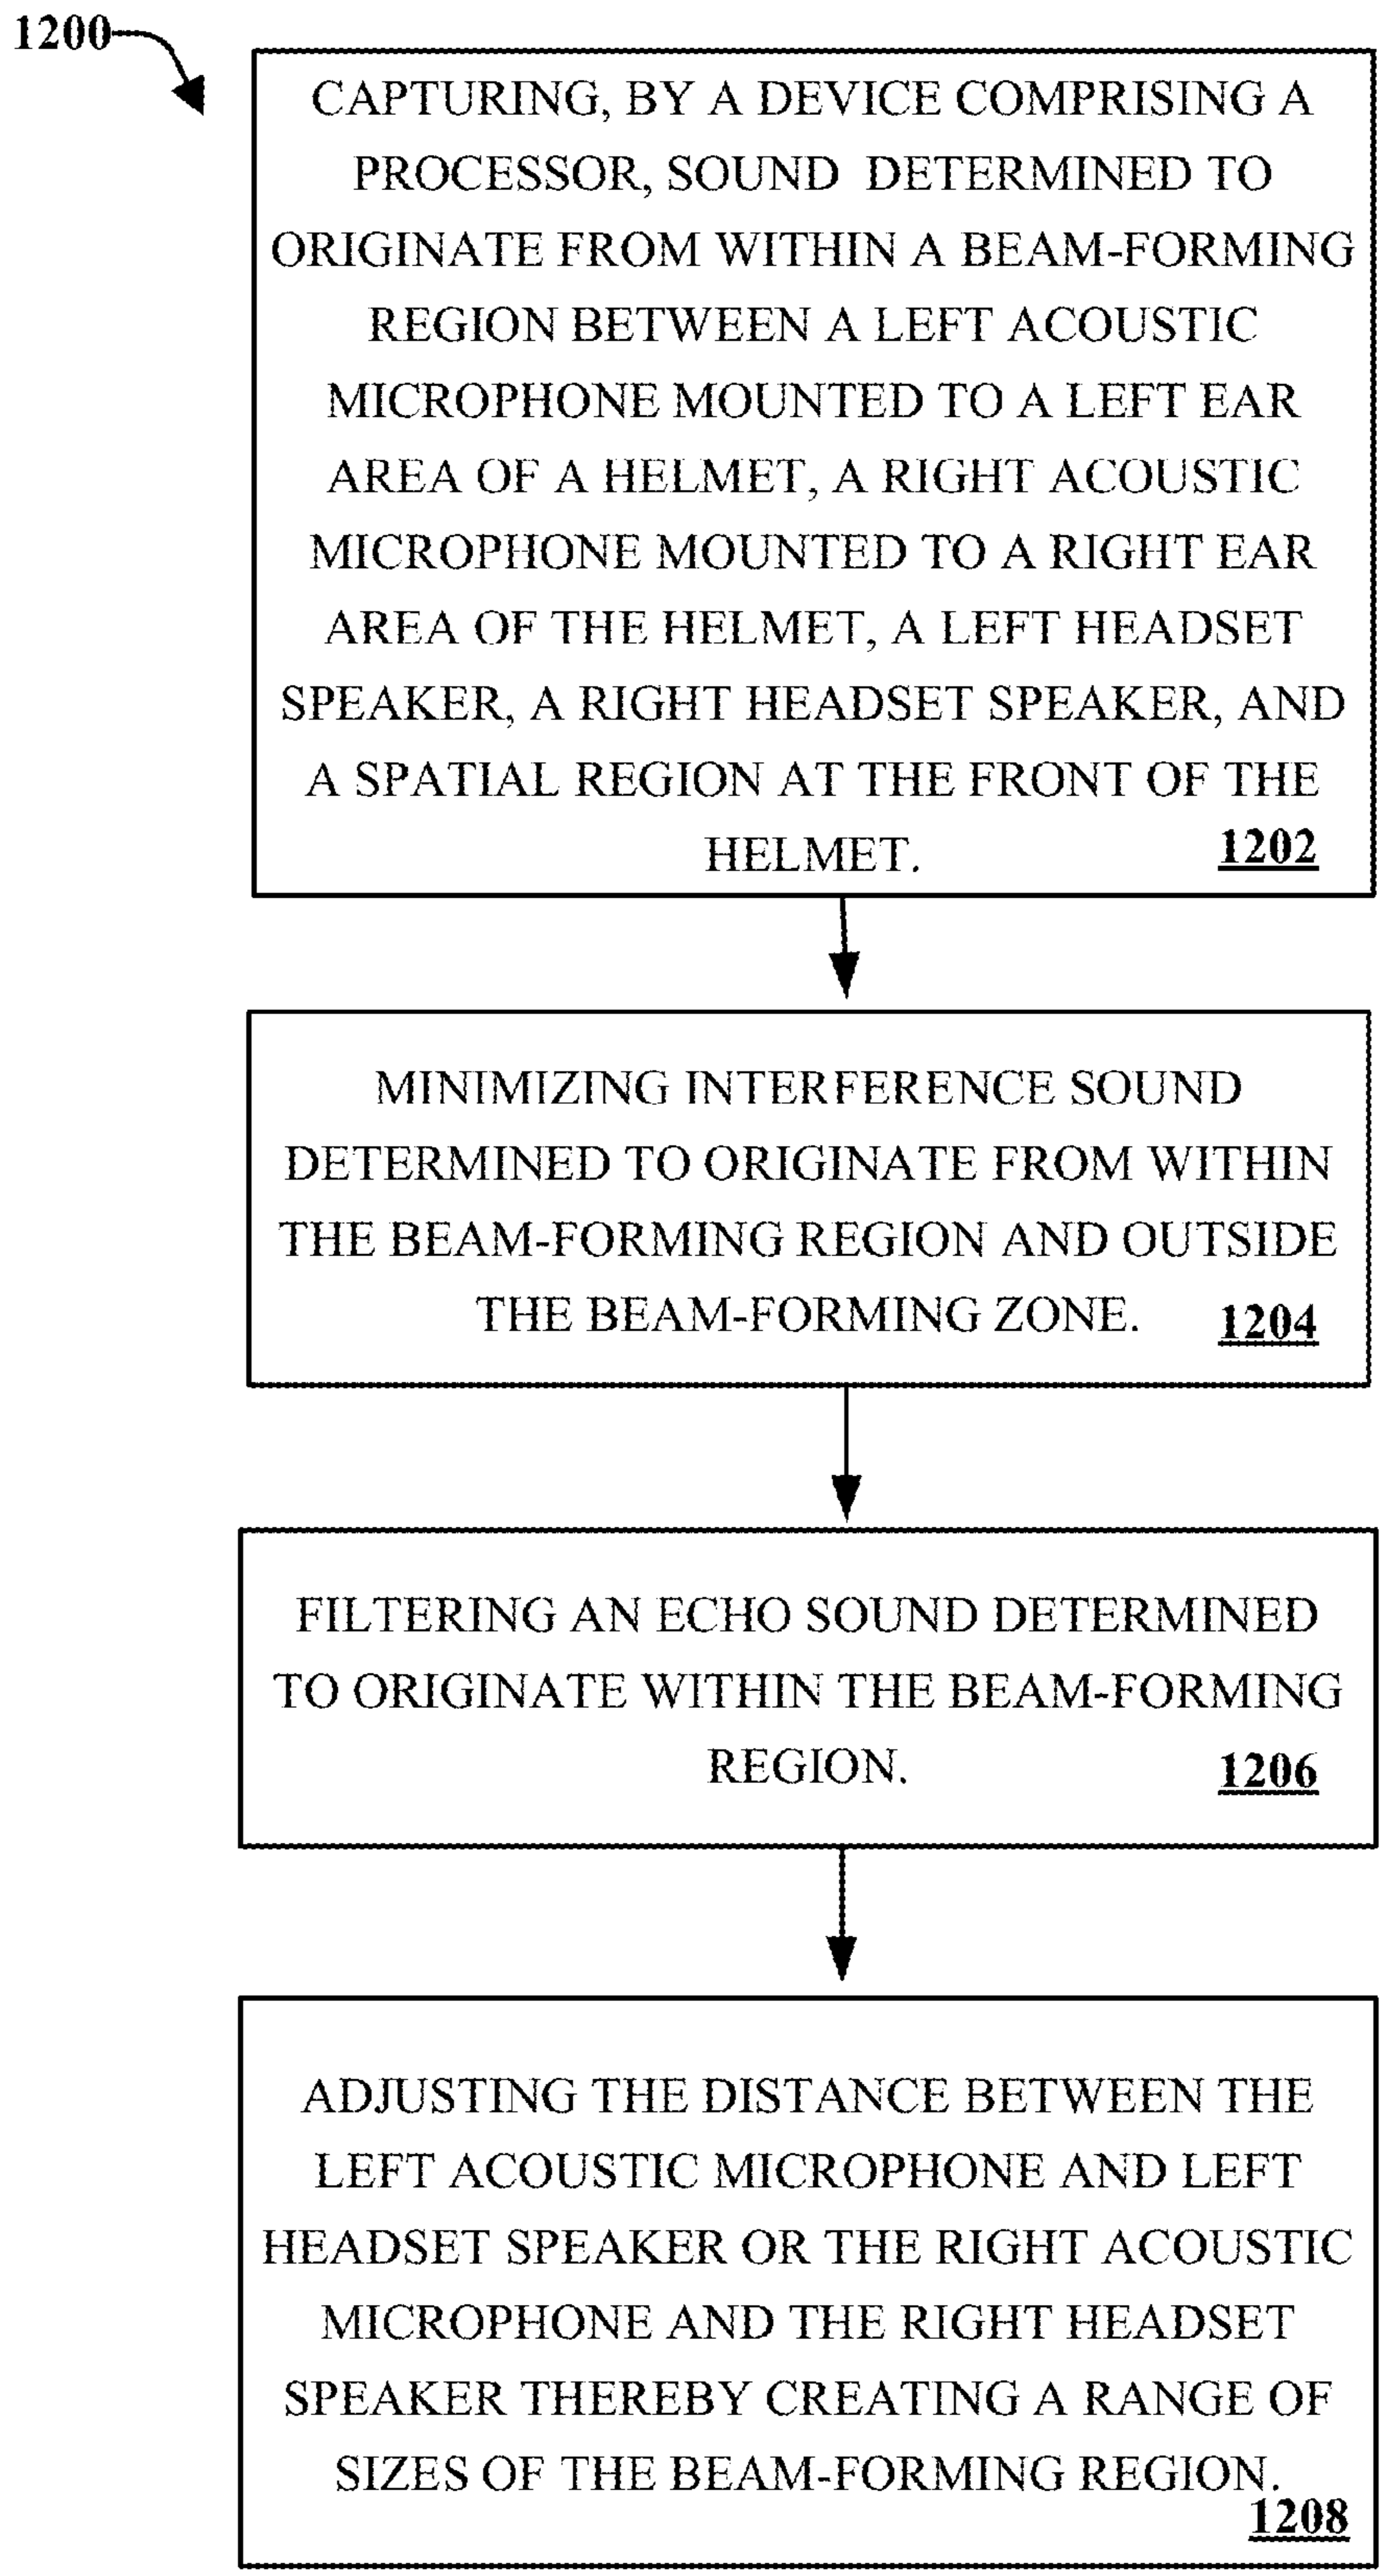 1200
CAPTURING, BY A DEVICE COMPRISING A
PROCESSOR, SOUND DETERMINED TO
ORIGINATE FROM WITHIN A BEAM-FORMING
REGION BETWEEN A LEFT ACOUSTIC
MICROPHONE MOUNTED TO A LEFT EAR
AREA OF A HELMET, A RIGHT ACOUSTIC
MICROPHONE MOUNTED TO A RIGHT EAR
AREA OF THE HELMET, A LEFT HEADSET
SPEAKER, A RIGHT HEADSET SPEAKER, AND
A SPATIAL REGION AT THE FRONT OF THE
HELMET. 1202
MINIMIZING INTERFERENCE SOUND
DETERMINED TO ORIGINATE FROM WITHIN
THE BEAM-FORMING REGION AND OUTSIDE
THE BEAM-FORMING ZONE. 1204
FILTERING AN ECHO SOUND DETERMINED
TO ORIGINATE WITHIN THE BEAM-FORMING
REGION. 1206
ADJUSTING THE DISTANCE BETWEEN THE
LEFT ACOUSTIC MICROPHONE AND LEFT
HEADSET SPEAKER OR THE RIGHT ACOUSTIC
MICROPHONE AND THE RIGHT HEADSET
SPEAKER THEREBY CREATING A RANGE OF
SIZES OF THE BEAM-FORMING REGION.
1208